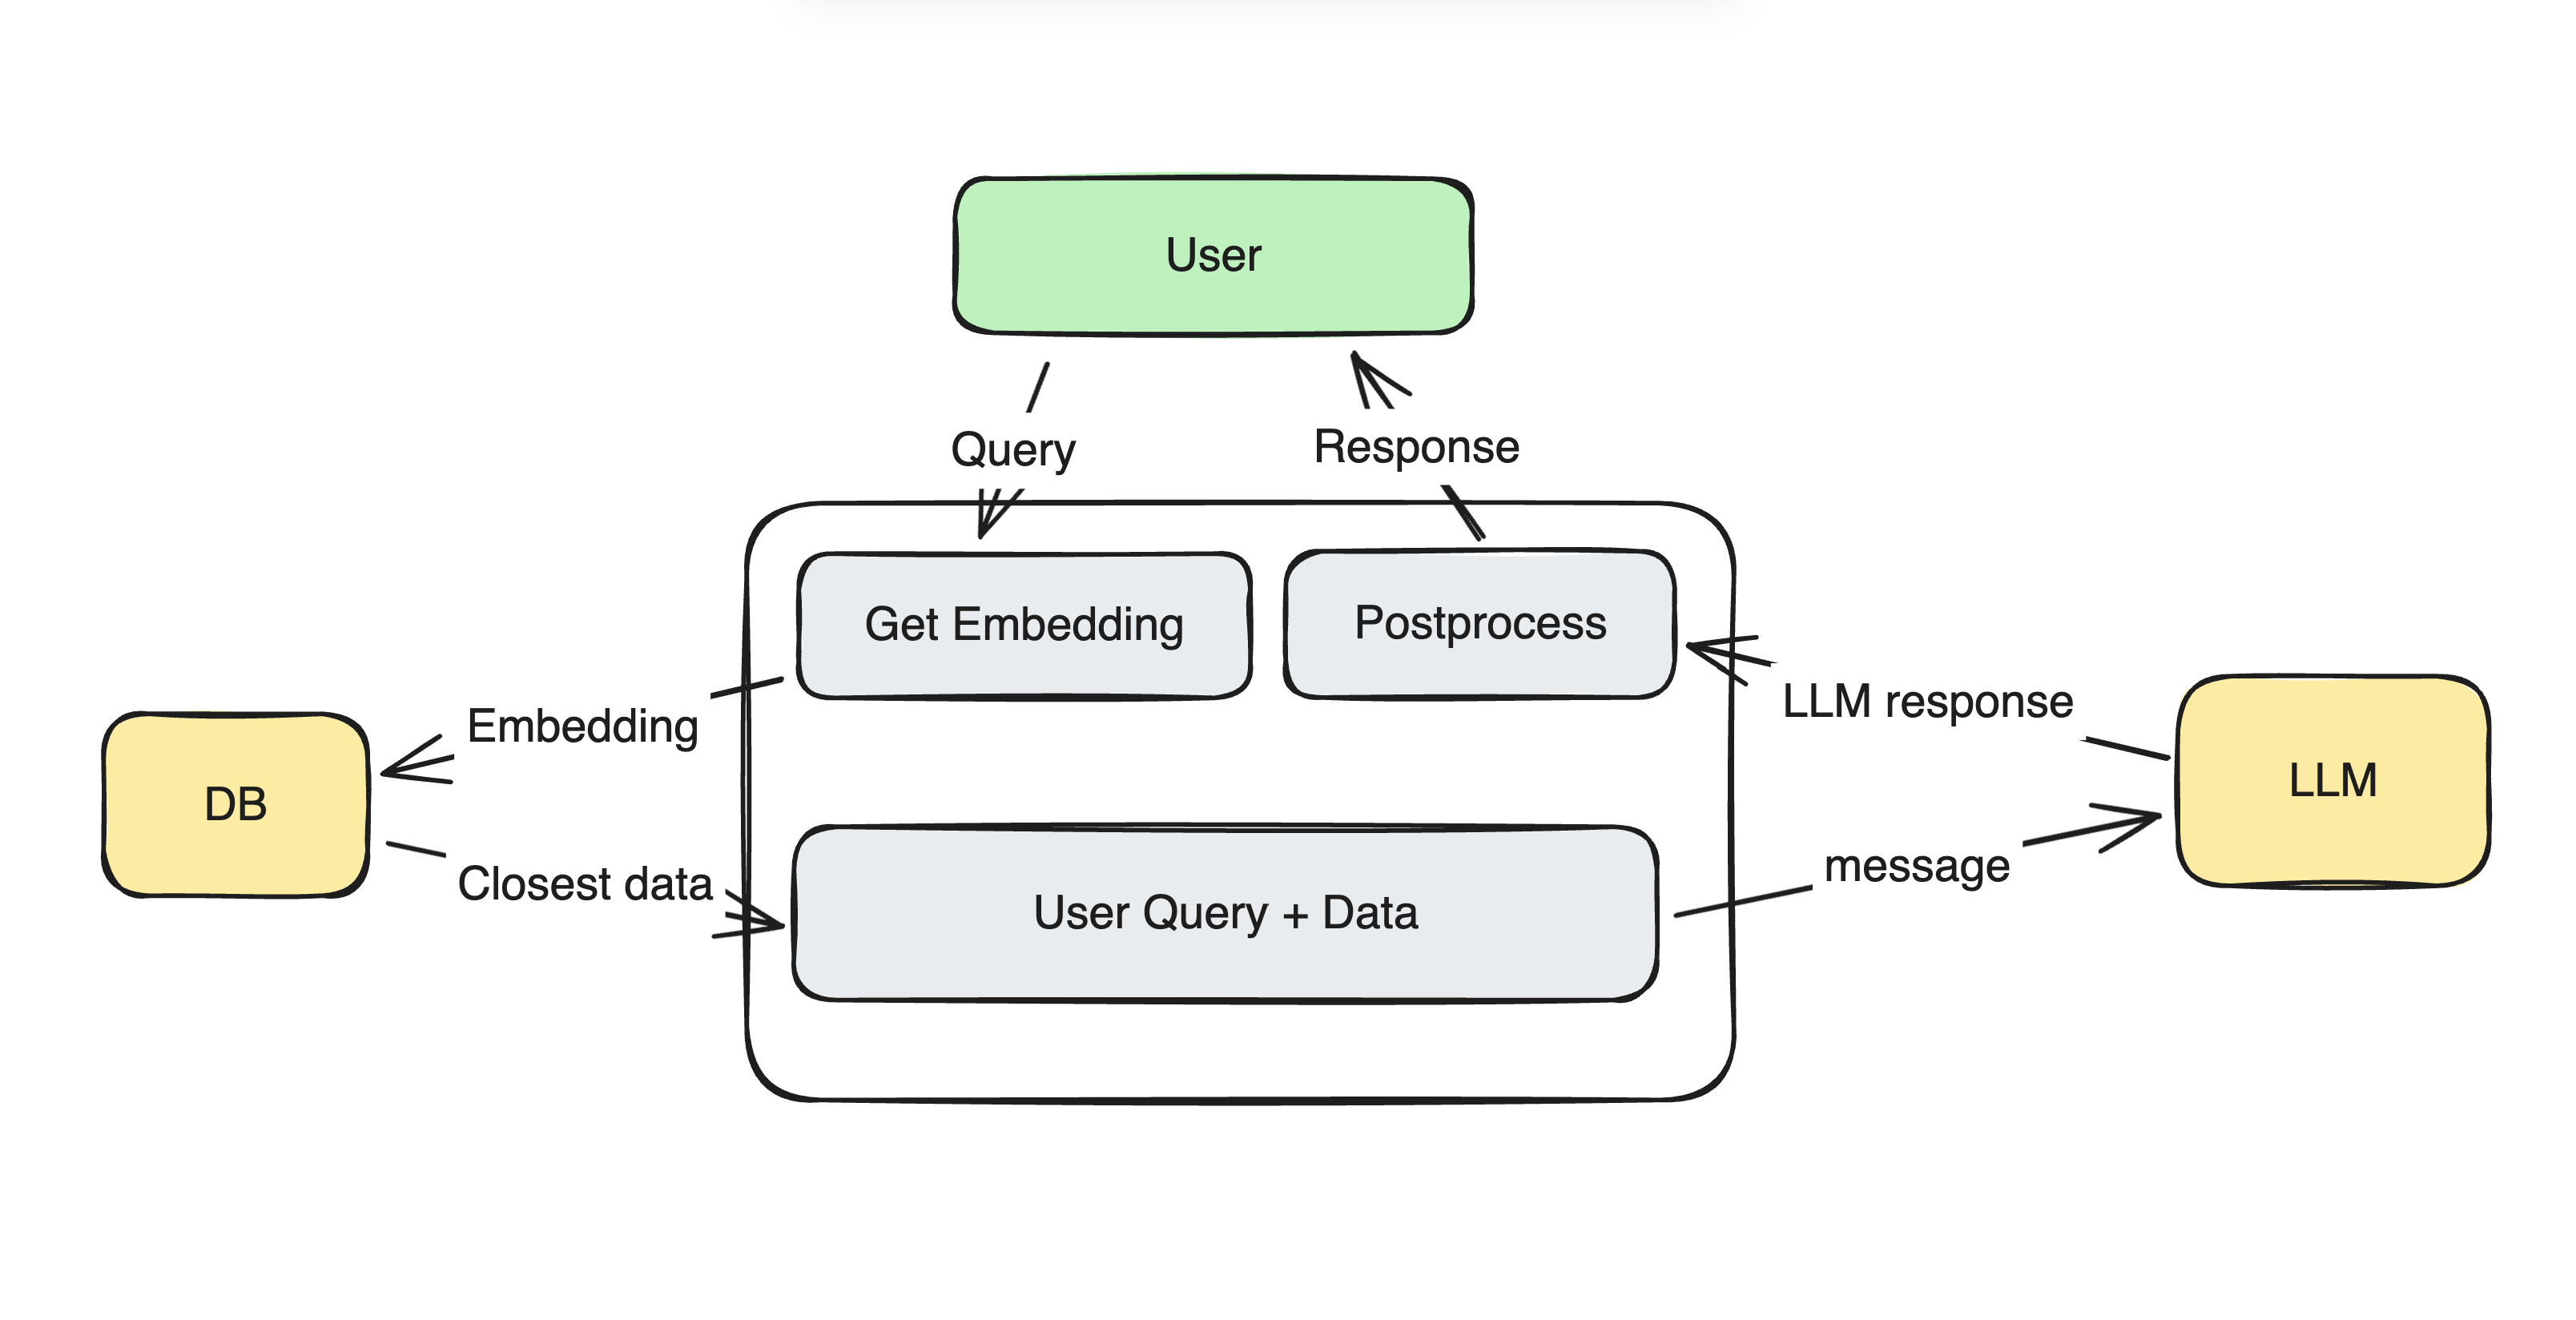 User
Query
Response
Get Embedding
Postprocess
Embedding
LLM response
DB
LLM
Closest data
message
User Query + Data